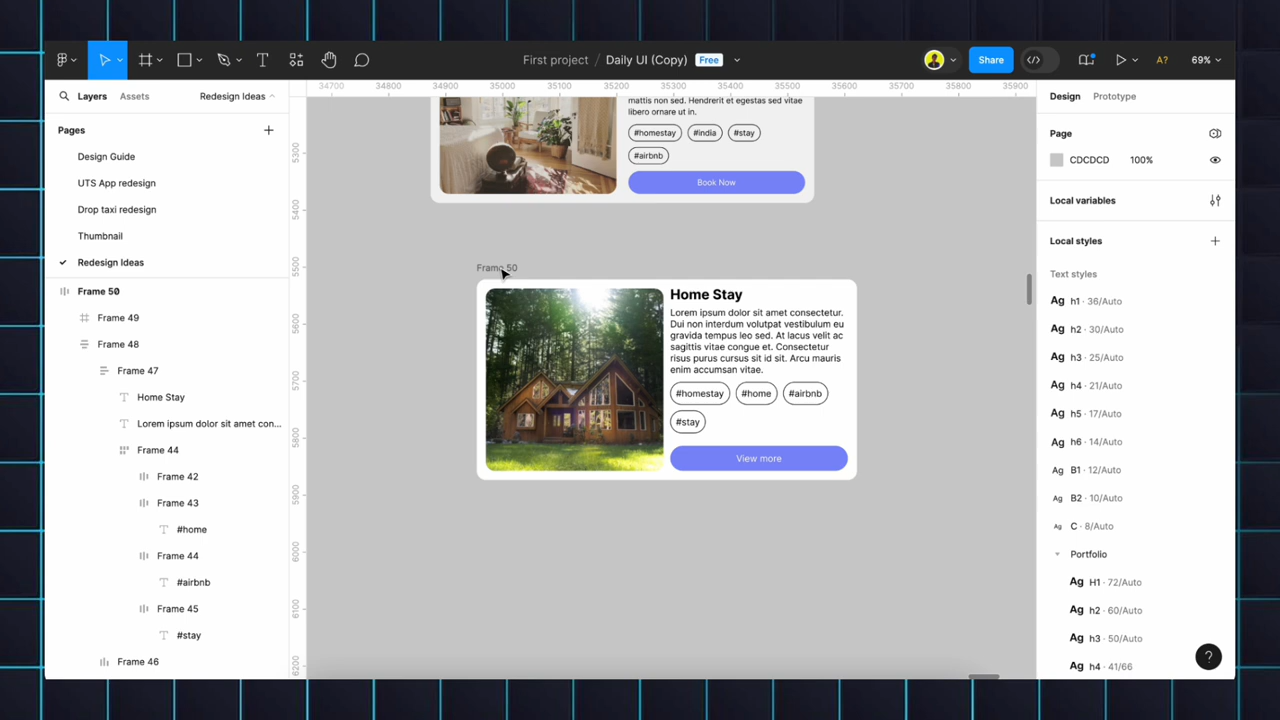 First project / Daily UI (Copy) Free
Share
</>
A?
69%
Layers
Assets
Redesign Ideas
Pages
Design Guide
UTS App redesign
Drop taxi redesign
Thumbnail
Redesign Ideas
Frame 50
Frame 49
Frame 48
Frame 47
Home Stay
Lorem ipsum dolor sit amet con...
Frame 44
Frame 42
Frame 43
#home
Frame 44
#airbnb
Frame 45
#stay
Frame 46
34700 34800 34900 35000 35100 35200 35300 35400 35500 35600 35700 35800 35900
5300
5400
5500
5600
5700
5800
5900
6000
6100
6200
mattis non sed. Hendrerit et egestas sed vitae
libero ornare ut in.
#homestay
#india
#stay
#airbnb
Book Now
Frame 50
Home Stay
Lorem ipsum dolor sit amet consectetur.
Dui non interdum volutpat vestibulum eu
gravida tempus leo sed. At lacus velit ac
sagittis vitae congue et. Consectetur
risus purus cursus sit id sit. Arcu mauris
enim accumsan vitae.
#homestay
#home
#airbnb
#stay
View more
Design
Prototype
Page
CDCDCD 100%
Local variables
Local styles
Text styles
Ag h1 · 36/Auto
Ag h2 · 30/Auto
Ag h3 · 25/Auto
Ag h4 · 21/Auto
Ag h5 · 17/Auto
Ag h6 · 14/Auto
Ag B1 · 12/Auto
Ag B2 · 10/Auto
Ag C · 8/Auto
Portfolio
Ag H1 · 72/Auto
Ag h2 · 60/Auto
Ag h3 · 50/Auto
Ag h4 · 41/66
?